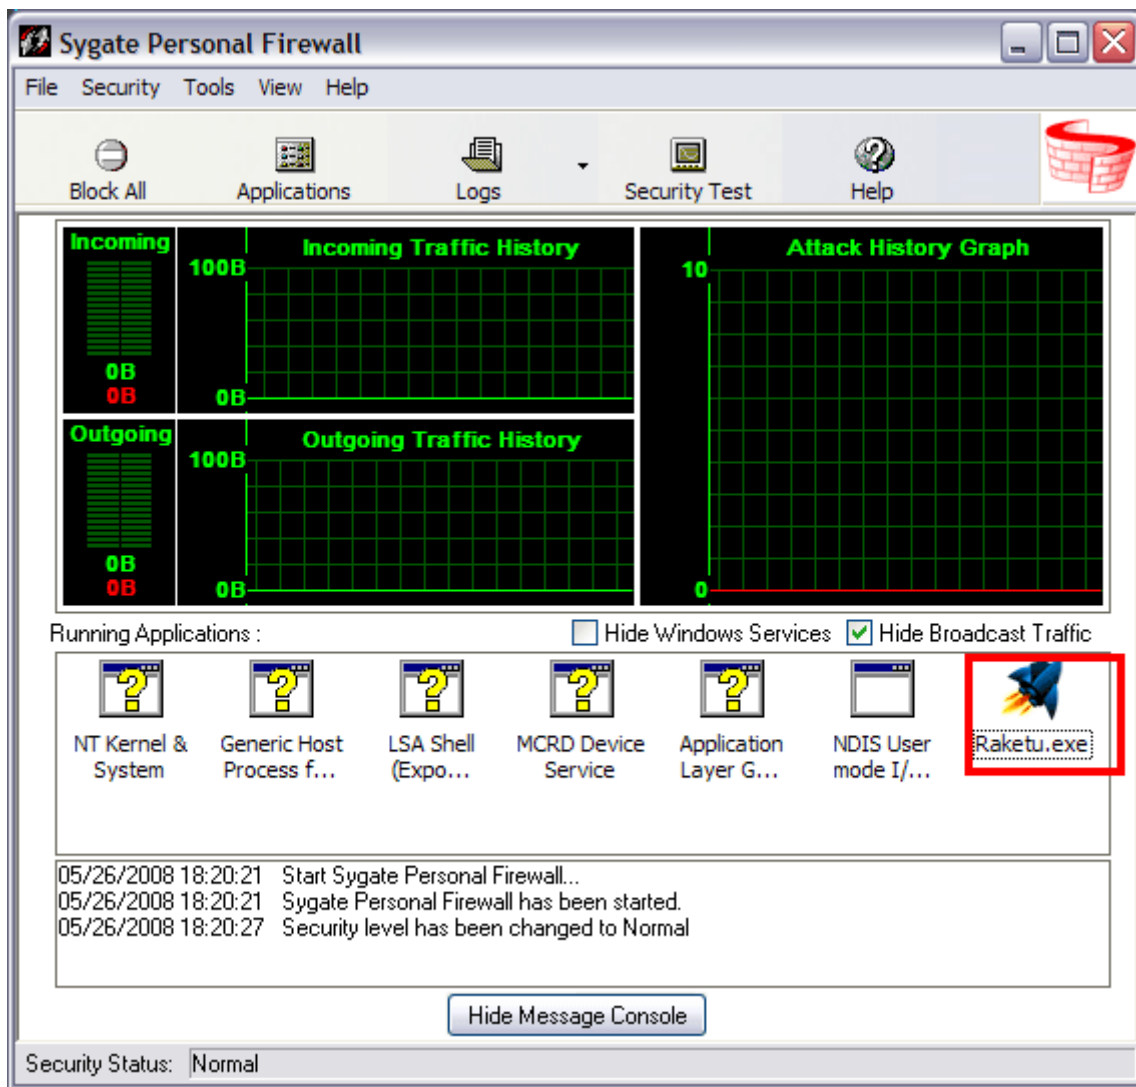 Sygate Personal Firewall
File Security Tools View Help
Block All Applications Logs Security Test Help
Incoming
Incoming Traffic History
100B
0B
0B
0B
Attack History Graph
10
0
Outgoing
Outgoing Traffic History
100B
0B
0B
0B
Running Applications :
Hide Windows Services
Hide Broadcast Traffic
NT Kernel &
System
Generic Host
Process f...
LSA Shell
(Expo...
MCRD Device
Service
Application
Layer G...
NDIS User
mode I/...
Raketu.exe
05/26/2008 18:20:21 Start Sygate Personal Firewall...
05/26/2008 18:20:21 Sygate Personal Firewall has been started.
05/26/2008 18:20:27 Security level has been changed to Normal
Hide Message Console
Security Status: Normal